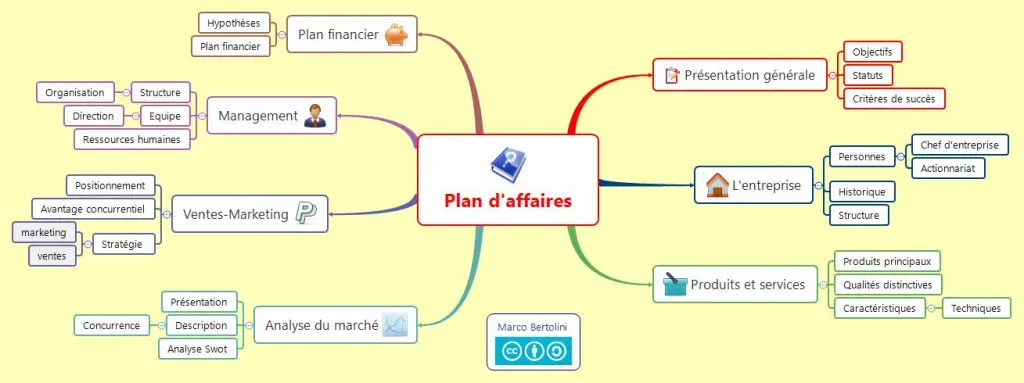 Plan d'affaires
Présentation générale
Objectifs
Statuts
Critères de succès
L'entreprise
Personnes
Chef d'entreprise
Actionnariat
Historique
Structure
Produits et services
Produits principaux
Qualités distinctives
Caractéristiques
Techniques
Analyse du marché
Présentation
Description
Concurrence
Analyse Swot
Ventes-Marketing
Positionnement
Avantage concurrentiel
Stratégie
marketing
ventes
Management
Structure
Organisation
Equipe
Direction
Ressources humaines
Plan financier
Hypothèses
Plan financier
Marco Bertolini
cc